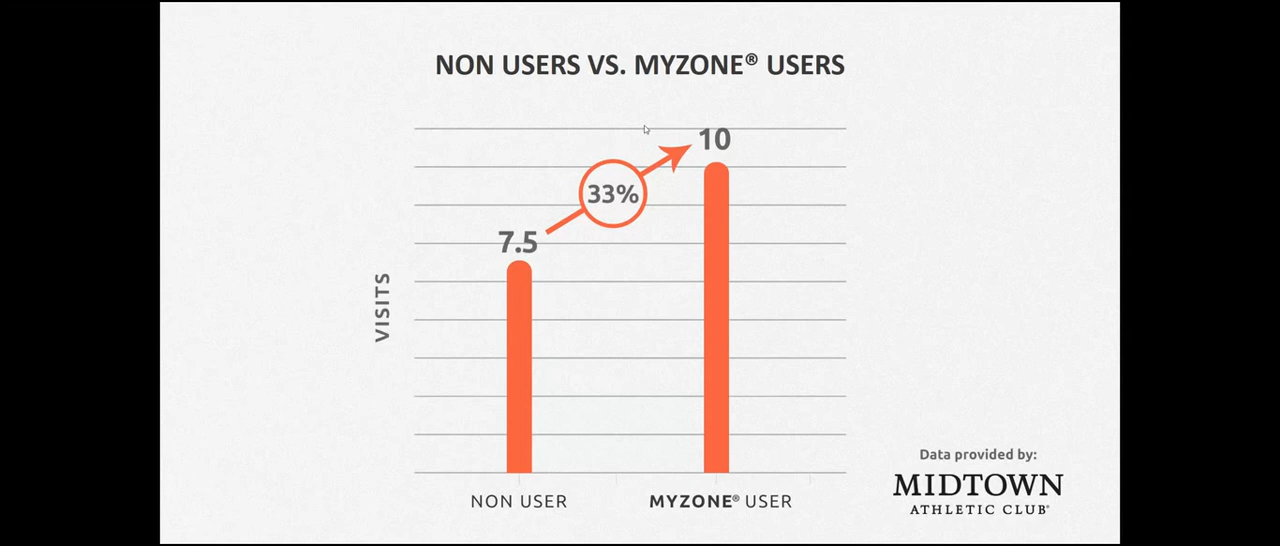 NON USERS VS. MYZONE® USERS
10
33%
7.5
VISITS
NON USER
MYZONE® USER
Data provided by:
MIDTOWN
ATHLETIC CLUB®